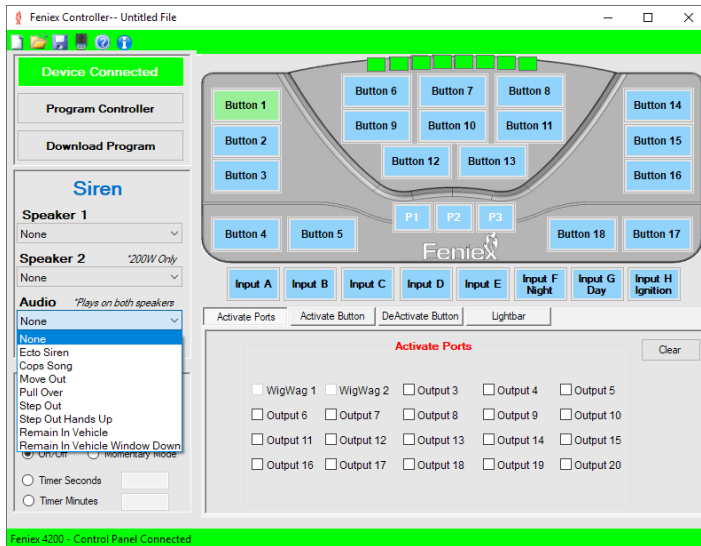 Feniex Controller-- Untitled File
Device Connected
Program Controller
Download Program
Siren
Speaker 1
None
Speaker 2 *200W Only
None
Audio *Plays on both speakers
None
None
Ecto Siren
Cops Song
Move Out
Pull Over
Step Out
Step Out Hands Up
Remain In Vehicle
Remain In Vehicle Window Down
On/Off Momentary Mode
Timer Seconds
Timer Minutes
Button 6 Button 7 Button 8
Button 1 Button 14
Button 9 Button 10 Button 11
Button 2 Button 15
Button 12 Button 13
Button 3 Button 16
P1 P2 P3
Button 4 Button 5 Button 18 Button 17
Feniex
Input A Input B Input C Input D Input E Input F Night Input G Day Input H Ignition
Activate Ports Activate Button DeActivate Button Lightbar
Activate Ports Clear
WigWag 1 WigWag 2 Output 3 Output 4 Output 5
Output 6 Output 7 Output 8 Output 9 Output 10
Output 11 Output 12 Output 13 Output 14 Output 15
Output 16 Output 17 Output 18 Output 19 Output 20
Feniex 4200 - Control Panel Connected